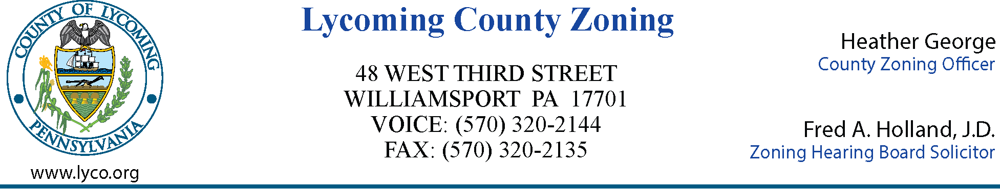 COUNTY OF LYCOMING
PENNSYLVANIA
www.lyco.org
Lycoming County Zoning
48 WEST THIRD STREET
WILLIAMSPORT PA 17701
VOICE: (570) 320-2144
FAX: (570) 320-2135
Heather George
County Zoning Officer
Fred A. Holland, J.D.
Zoning Hearing Board Solicitor